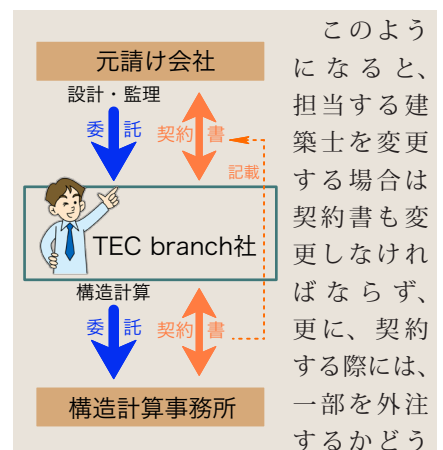 元請け会社
設計・監理
委託
契約書
記載
TEC branch社
構造計算
委託
契約書
構造計算事務所
このよう
になると、
担当する建
築士を変更
する場合は
契約書も変
更しなけれ
ばならず、
更に、契約
する際には、
一部を外注
するかどう